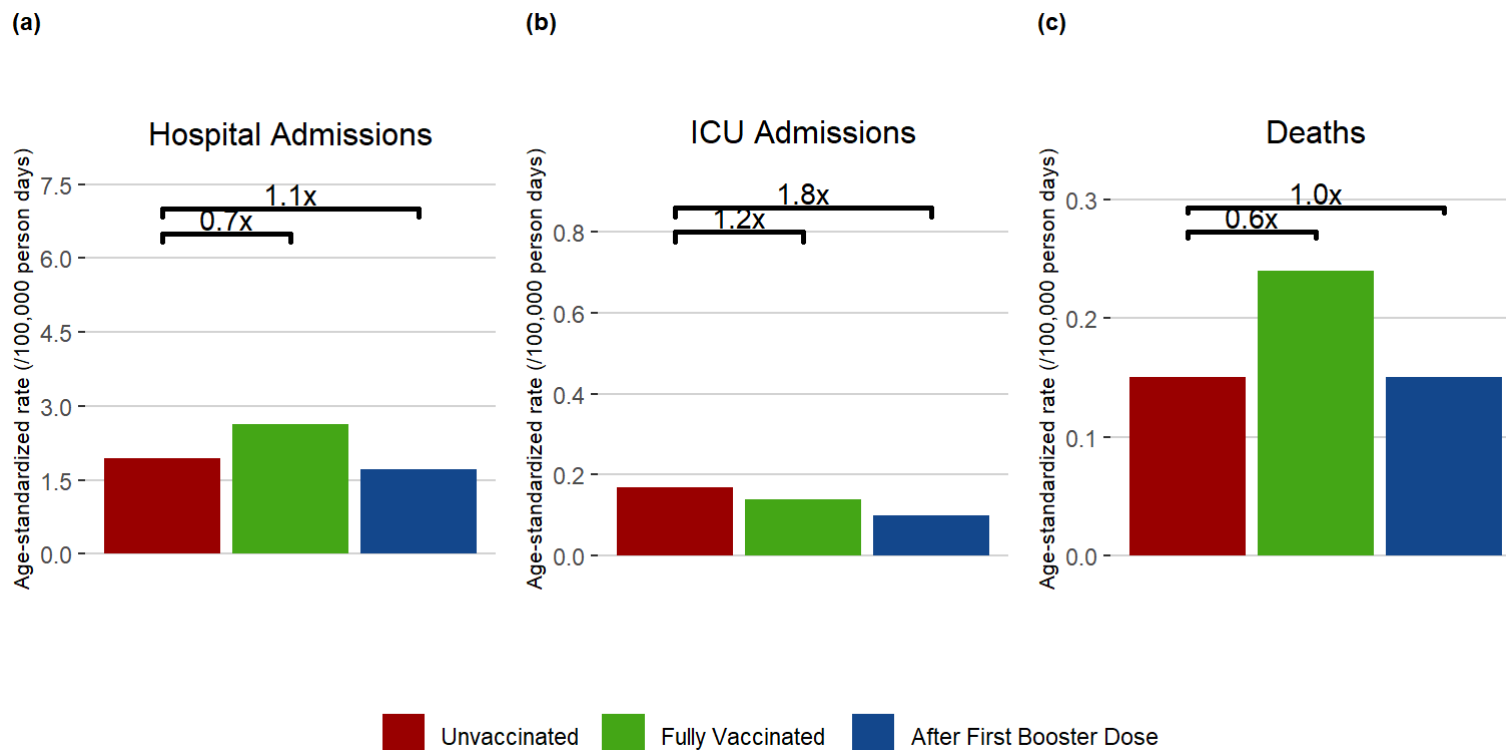 (a)
(b)
(c)
Hospital Admissions
Age-standardized rate (/100,000 person days)
7.5
6.0
4.5
3.0
1.5
0.0
1.1x
0.7x
ICU Admissions
Age-standardized rate (/100,000 person days)
0.8
0.6
0.4
0.2
0.0
1.8x
1.2x
Deaths
Age-standardized rate (/100,000 person days)
0.3
0.2
0.1
0.0
1.0x
0.6x
Unvaccinated
Fully Vaccinated
After First Booster Dose